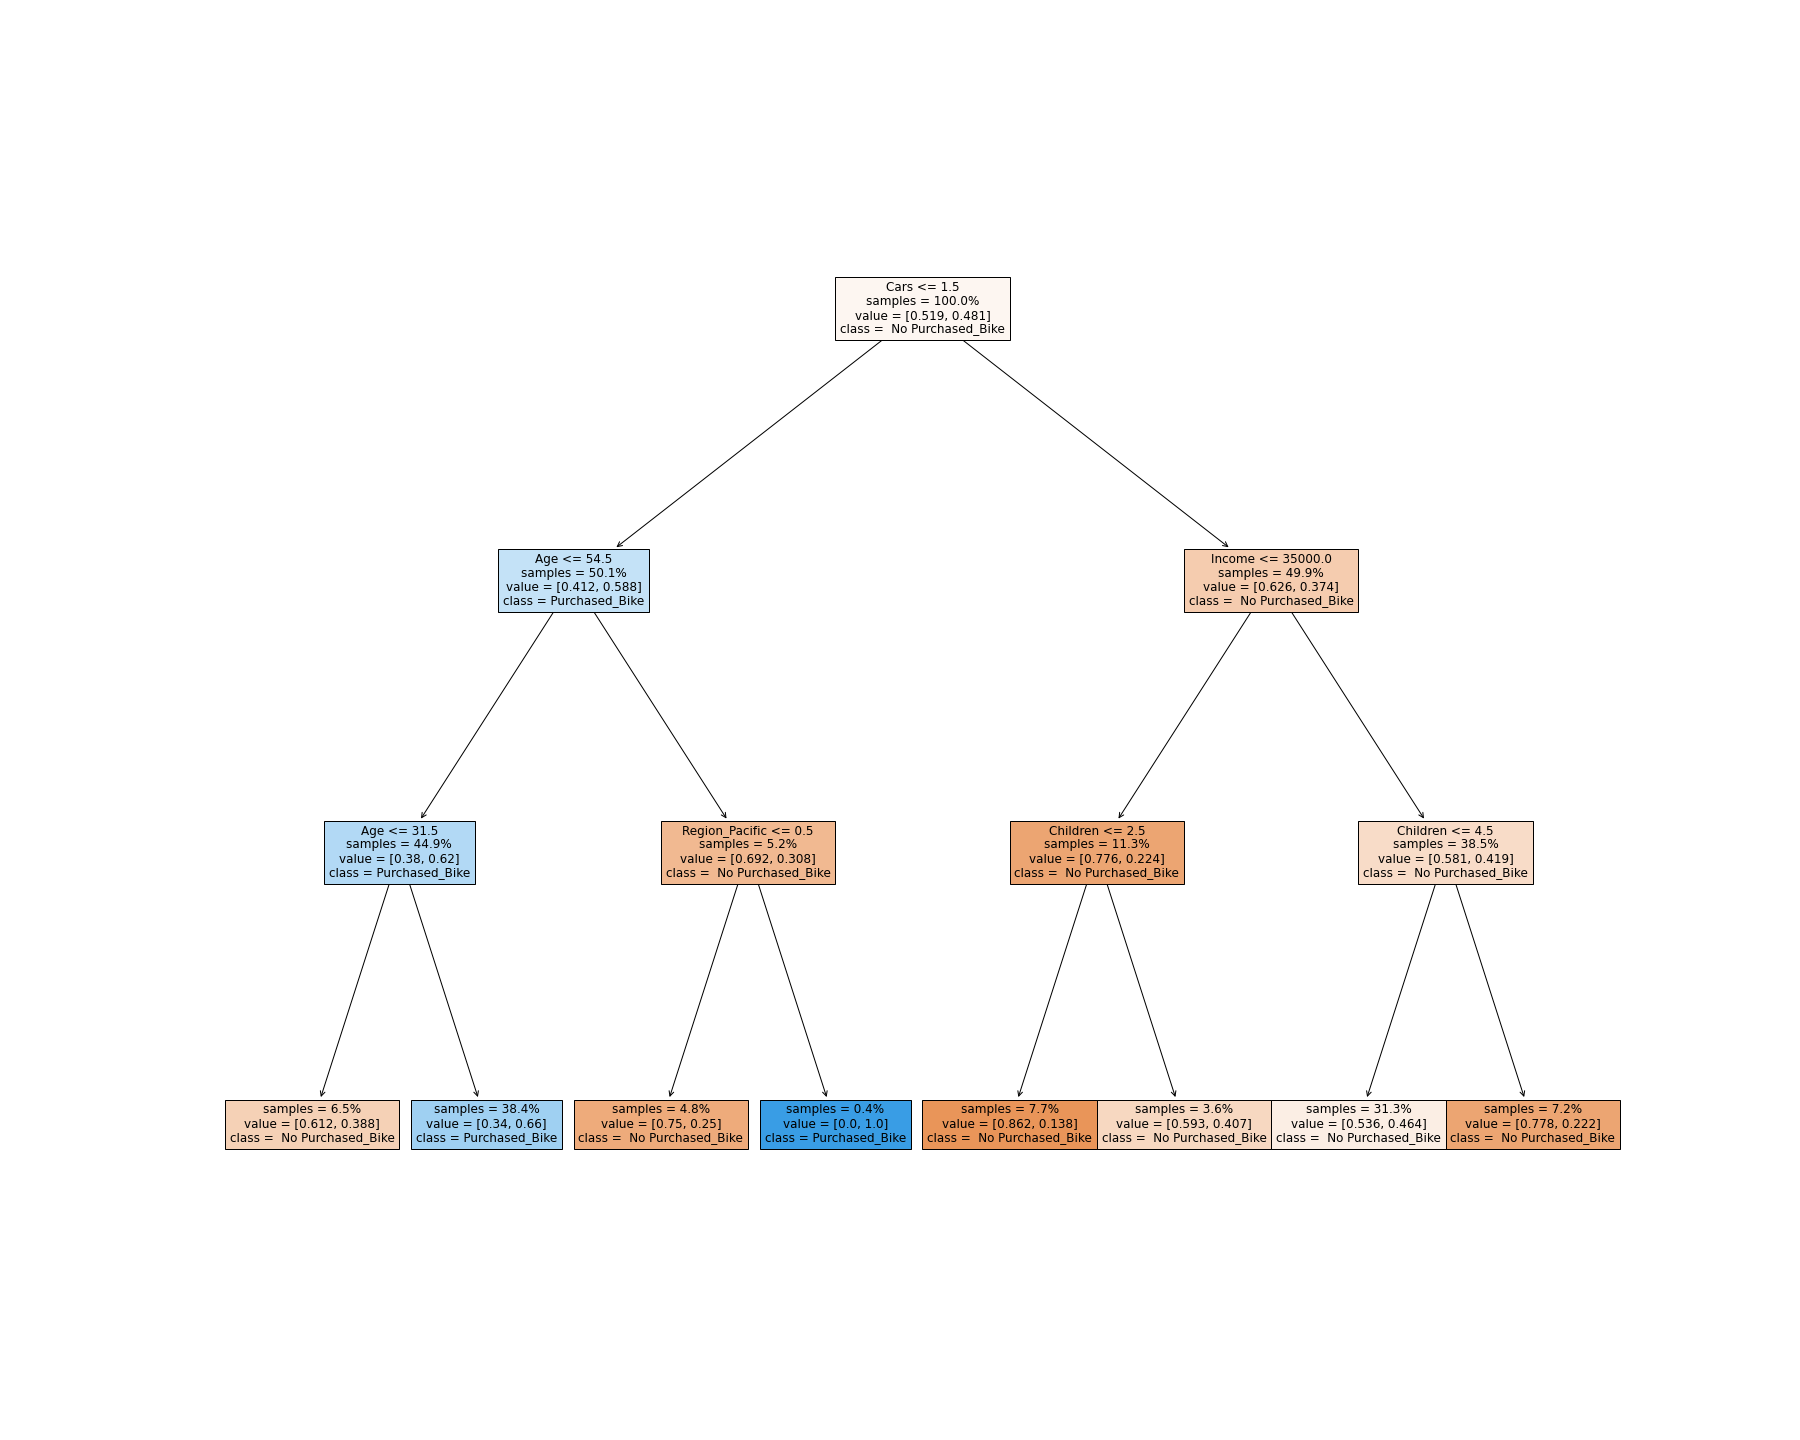 Cars <= 1.5
samples = 100.0%
value = [0.519, 0.481]
class =  No Purchased_Bike
Age <= 54.5
samples = 50.1%
value = [0.412, 0.588]
class = Purchased_Bike
Income <= 35000.0
samples = 49.9%
value = [0.626, 0.374]
class =  No Purchased_Bike
Age <= 31.5
samples = 44.9%
value = [0.38, 0.62]
class = Purchased_Bike
Region_Pacific <= 0.5
samples = 5.2%
value = [0.692, 0.308]
class =  No Purchased_Bike
Children <= 2.5
samples = 11.3%
value = [0.776, 0.224]
class =  No Purchased_Bike
Children <= 4.5
samples = 38.5%
value = [0.581, 0.419]
class =  No Purchased_Bike
samples = 6.5%
value = [0.612, 0.388]
class =  No Purchased_Bike
samples = 38.4%
value = [0.34, 0.66]
class = Purchased_Bike
samples = 4.8%
value = [0.75, 0.25]
class =  No Purchased_Bike
samples = 0.4%
value = [0.0, 1.0]
class = Purchased_Bike
samples = 7.7%
value = [0.862, 0.138]
class =  No Purchased_Bike
samples = 3.6%
value = [0.593, 0.407]
class =  No Purchased_Bike
samples = 31.3%
value = [0.536, 0.464]
class =  No Purchased_Bike
samples = 7.2%
value = [0.778, 0.222]
class =  No Purchased_Bike